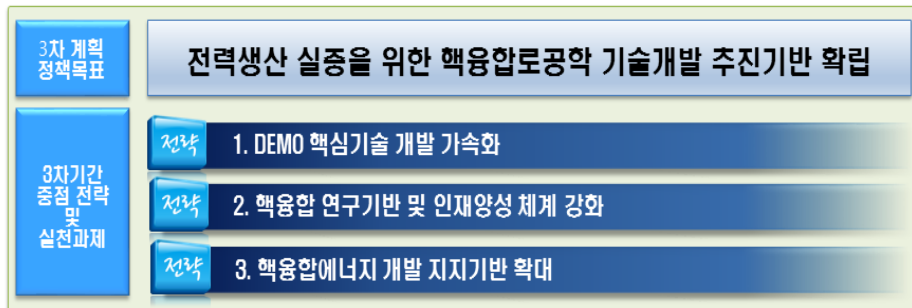 3차 계획
정책목표
전력생산 실증을 위한 핵융합로공학 기술개발 추진기반 확립
3차기간
중점 전략
및
실천과제
전략 1. DEMO 핵심기술 개발 가속화
전략 2. 핵융합 연구기반 및 인재양성 체계 강화
전략 3. 핵융합에너지 개발 지지기반 확대